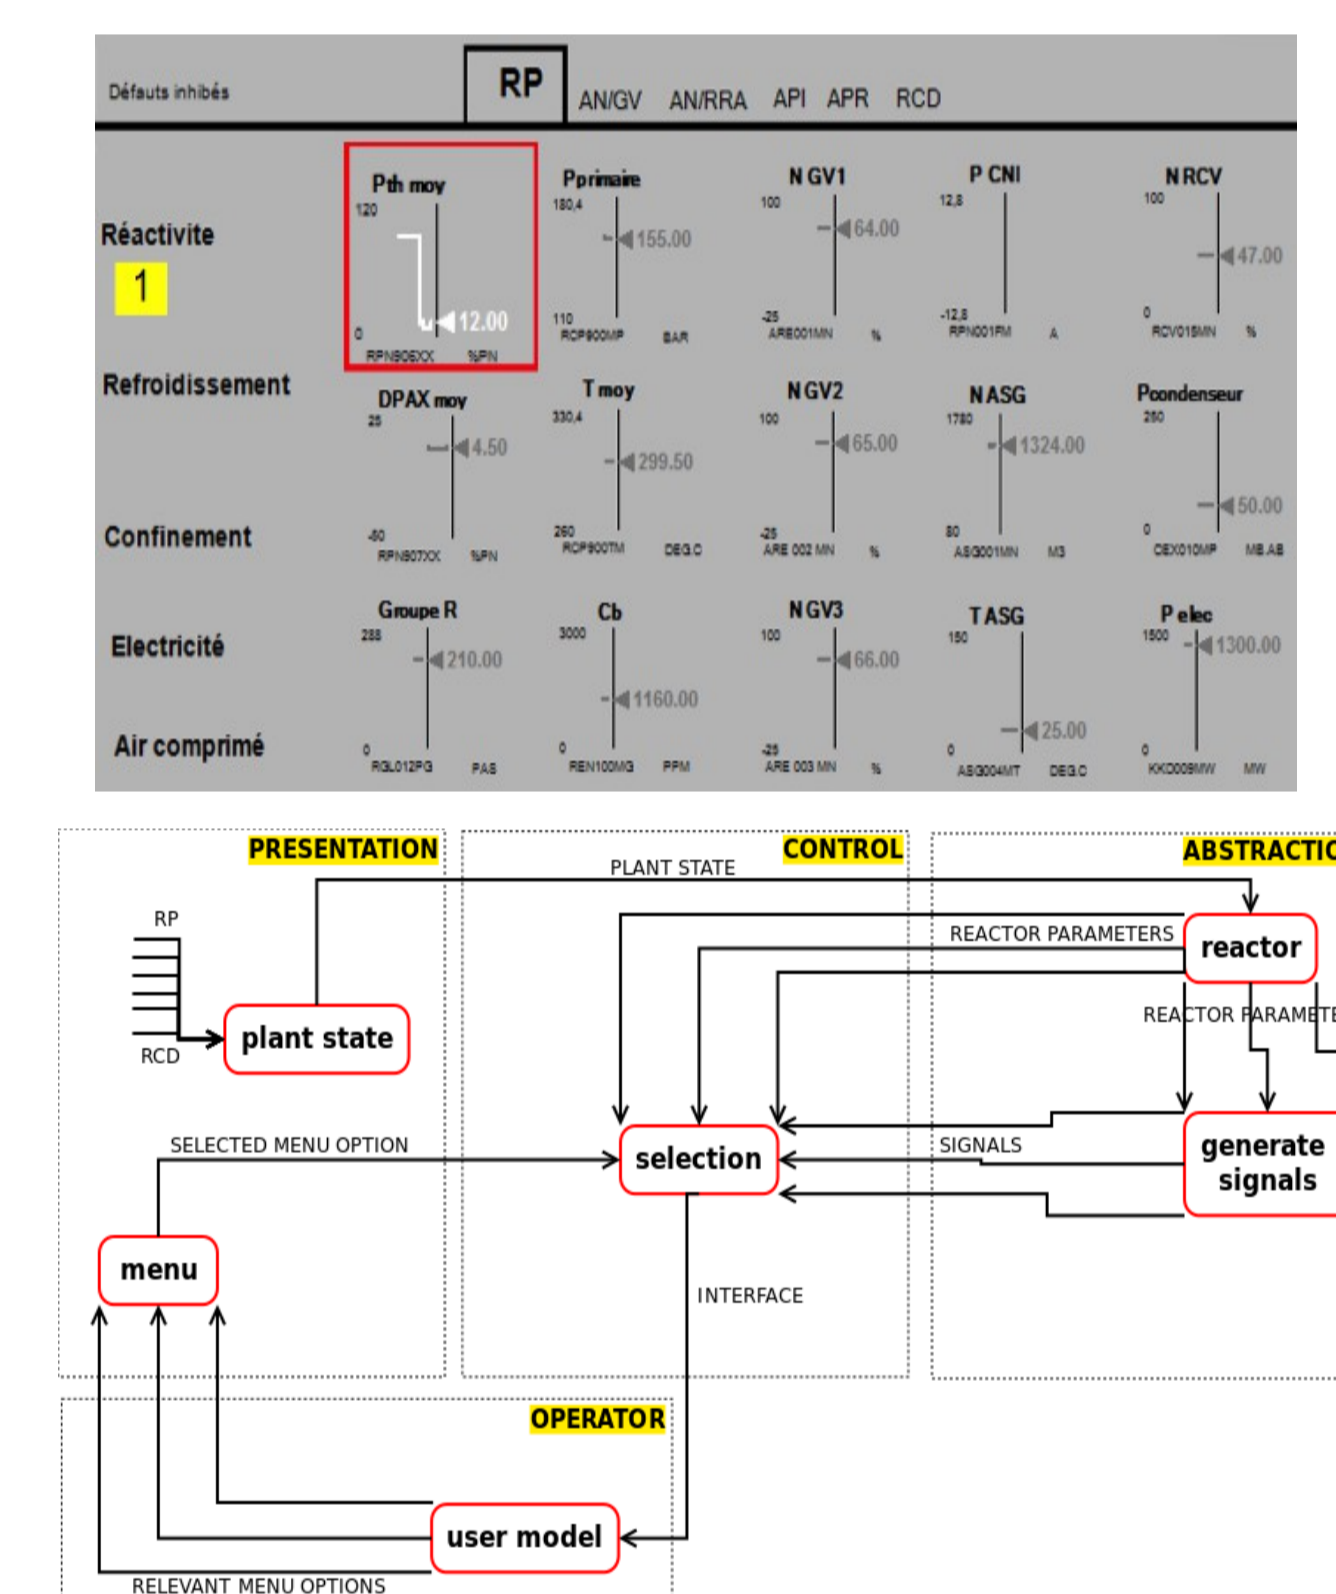 Défauts inhibés RP AN/GV AN/RRA API APR RCD
Pth moy Pprimaire N GV1 P CNI N RCV
120 180,4 100 12,8 100
Réactivite 155.00 64.00 47.00
1
12.00
0 110 -25 -12,8 0
RPN906XX %PN RCP900MP BAR ARE001MN % RPN001FM A RCV015MN %
Refroidissement
DPAX moy T moy N GV2 N ASG Pcondenseur
25 330,4 100 1780 250
4.50 299.50 65.00 1324.00 50.00
Confinement
-50 260 -25 80 0
RPN907XX %PN RCP900TM DEG.C ARE 002 MN % ASG001MN M3 CEX010MP MB.AB
Groupe R Cb N GV3 T ASG P elec
288 3000 100 150 1500
Electricité 210.00 1160.00 66.00 25.00 1300.00
Air comprimé
0 0 -25 0 0
RGL012PG PAS REN100MG PPM ARE 003 MN % ASG004MT DEG.C KKO009MW MW
PRESENTATION CONTROL ABSTRACTIO
PLANT STATE
RP
REACTOR PARAMETERS
reactor
REACTOR PARAMETE
plant state
RCD
SELECTED MENU OPTION
selection
SIGNALS
generate
signals
menu
INTERFACE
OPERATOR
user model
RELEVANT MENU OPTIONS